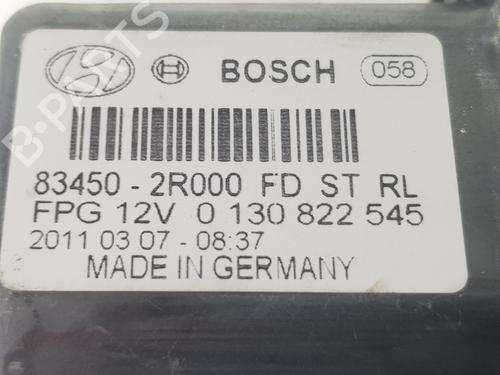 BOSCH 058
83450-2R000 FD ST RL
FPG 12V 0 130 822 545
2011 03 07 - 08:37
MADE IN GERMANY
B-PARTS